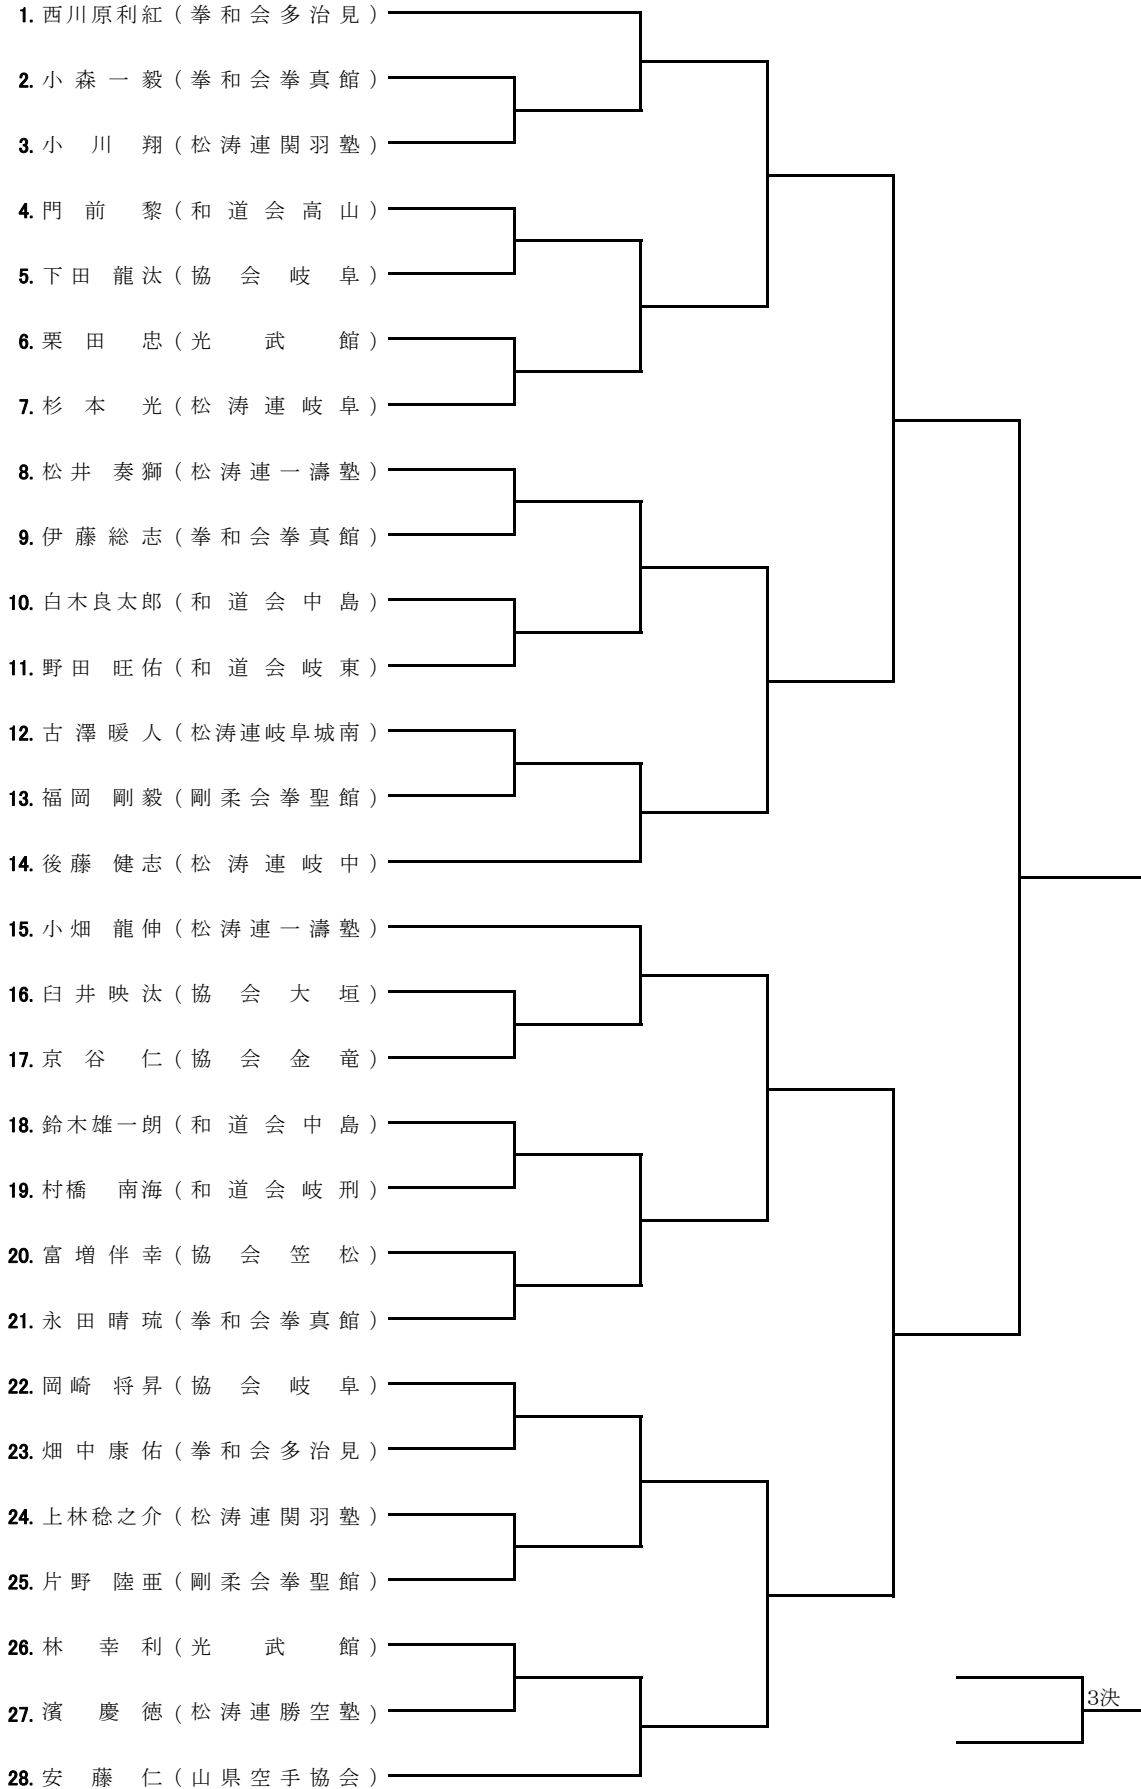 1. 西川原利紅 (拳和会多治見)
2. 小森一毅 (拳和会拳真館)
3. 小川 翔 (松涛連関羽塾)
4. 門前 黎 (和道会高山)
5. 下田 龍汰 (協会岐阜)
6. 栗田 忠 (光武館)
7. 杉本 光 (松涛連岐阜)
8. 松井 奏獅 (松涛連一濤塾)
9. 伊藤総志 (拳和会拳真館)
10. 白木良太郎 (和道会中島)
11. 野田 旺佑 (和道会岐東)
12. 古澤暖人 (松涛連岐阜城南)
13. 福岡 剛毅 (剛柔会拳聖館)
14. 後藤 健志 (松涛連岐中)
15. 小畑 龍伸 (松涛連一濤塾)
16. 臼井映汰 (協会大垣)
17. 京谷 仁 (協会金竜)
18. 鈴木雄一朗 (和道会中島)
19. 村橋 南海 (和道会岐刑)
20. 富増伴幸 (協会笠松)
21. 永田晴琉 (拳和会拳真館)
22. 岡崎 将昇 (協会岐阜)
23. 畑中康佑 (拳和会多治見)
24. 上林稔之介 (松涛連関羽塾)
25. 片野 陸亜 (剛柔会拳聖館)
26. 林 幸利 (光武館)
3決
27. 濱 慶徳 (松涛連勝空塾)
28. 安藤 仁 (山県空手協会)